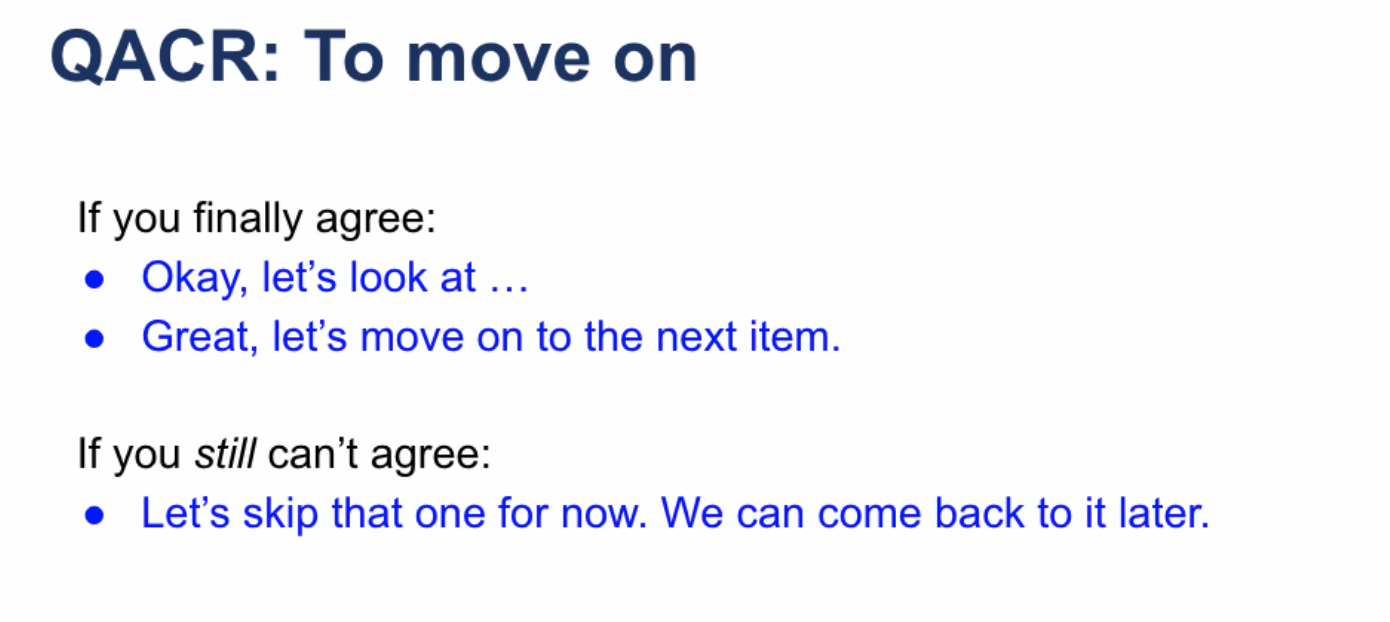 QACR: To move on
If you finally agree:
● Okay, let’s look at …
● Great, let’s move on to the next item.
If you still can’t agree:
● Let’s skip that one for now. We can come back to it later.